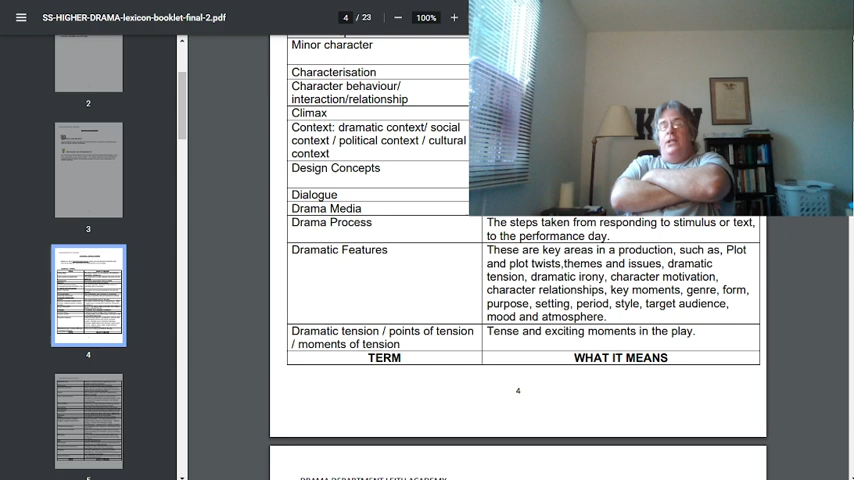 SS-HIGHER-DRAMA-lexicon-booklet-final-2.pdf
4 / 23
100%
Minor character
Characterisation
Character behaviour/
interaction/relationship
Climax
Context: dramatic context/ social
context / political context / cultural
context
Design Concepts
Dialogue
Drama Media
Drama Process
The steps taken from responding to stimulus or text,
to the performance day.
Dramatic Features
These are key areas in a production, such as, Plot
and plot twists,themes and issues, dramatic
tension, dramatic irony, character motivation,
character relationships, key moments, genre, form,
purpose, setting, period, style, target audience,
mood and atmosphere.
Dramatic tension / points of tension
/ moments of tension
Tense and exciting moments in the play.
TERM
WHAT IT MEANS
4
DRAMA DEPARTMENT LEITH ACADEMY
2
3
4
5